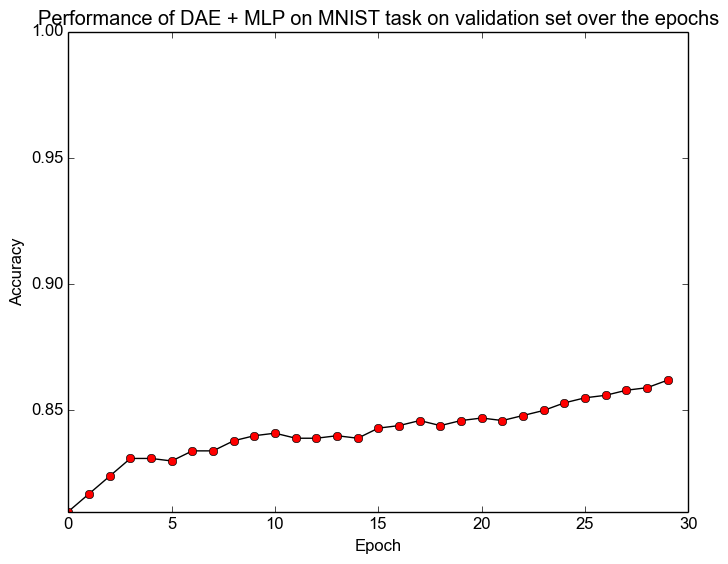 Performance of DAE + MLP on MNIST task on validation set over the epochs
1.00
0.95
0.90
0.85
Accuracy
0 5 10 15 20 25 30
Epoch